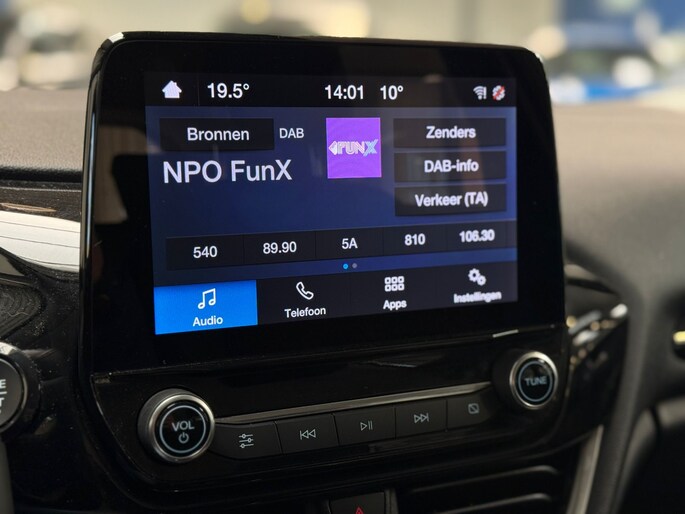 19.5° 14:01 10°
Bronnen DAB FUNX Zenders
NPO FunX DAB-info
Verkeer (TA)
540 89.90 5A 810 106.30
Audio Telefoon Apps Instellingen
VOL TUNE